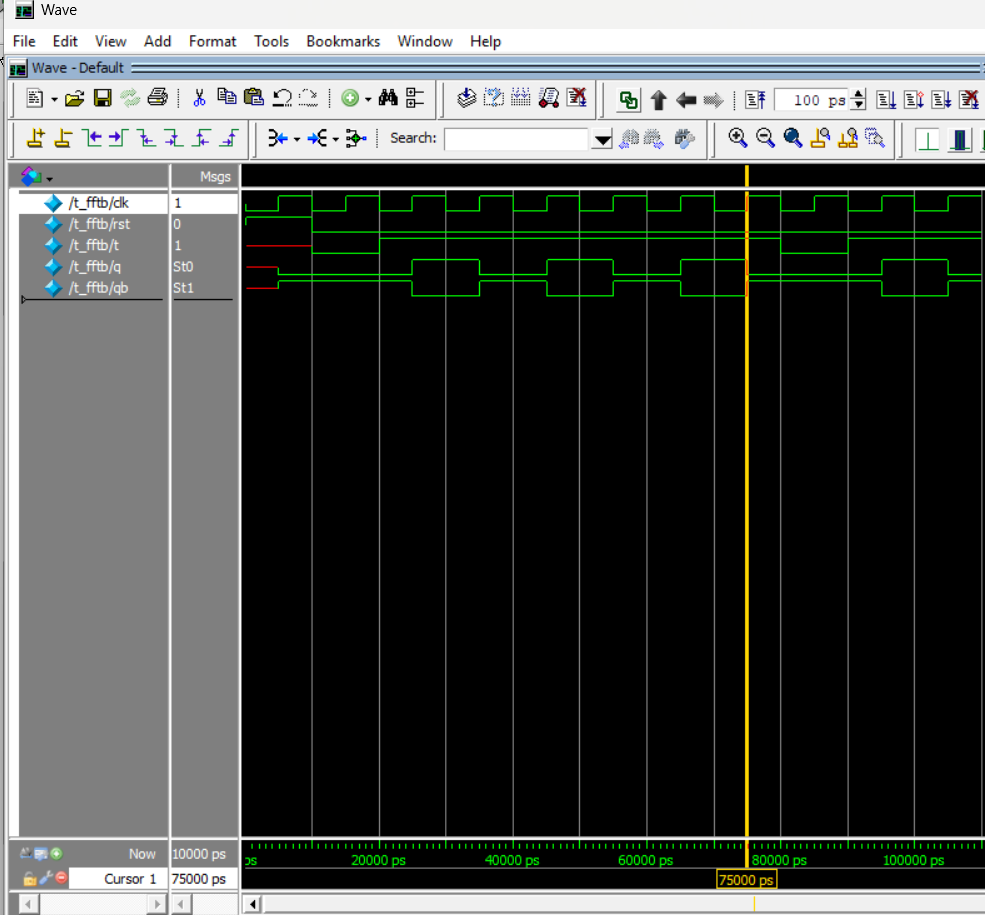 Wave
File Edit View Add Format Tools Bookmarks Window Help
Wave - Default
100 ps
Search:
Msgs
/t_fftb/clk 1
/t_fftb/rst 0
/t_fftb/t 1
/t_fftb/q St0
/t_fftb/qb St1
Now 10000 ps
ps 20000 ps 40000 ps 60000 ps 80000 ps 100000 ps
Cursor 1 75000 ps
75000 ps